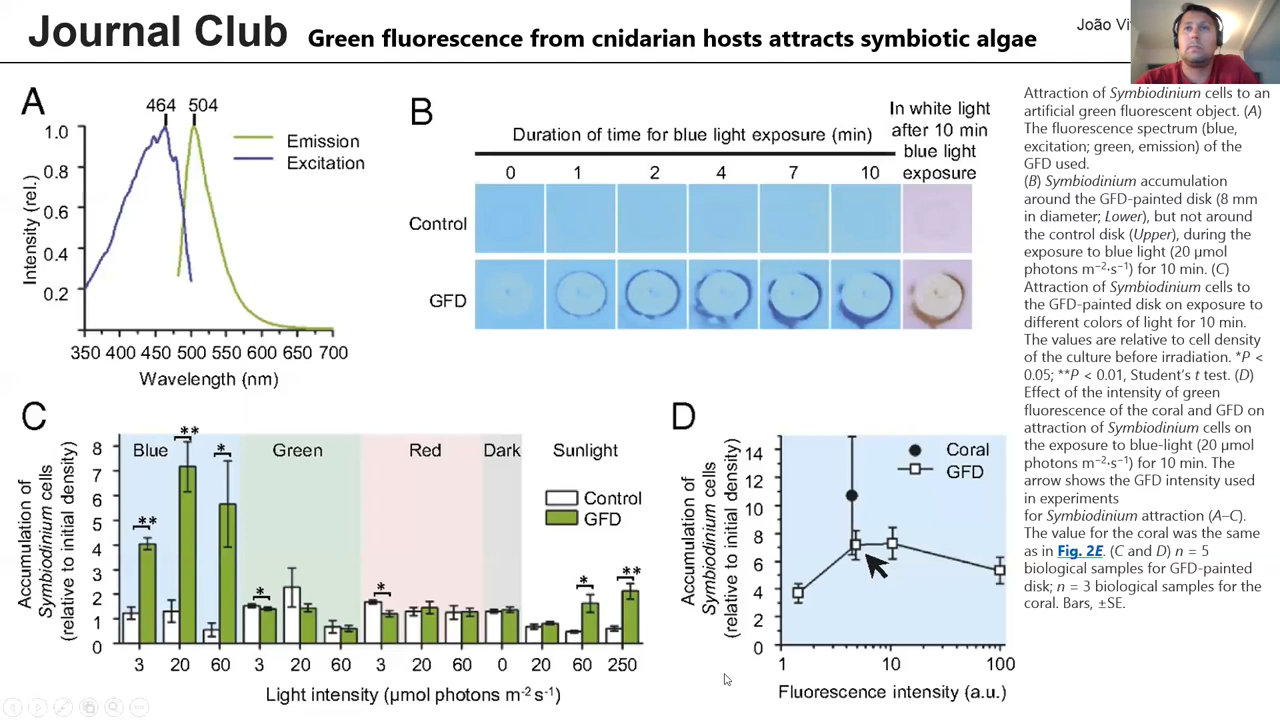 Journal Club
Green fluorescence from cnidarian hosts attracts symbiotic algae
João
A
464 504
Emission
Excitation
Intensity (rel.)
1.0
0.8
0.6
0.4
0.2
350 400 450 500 550 600 650 700
Wavelength (nm)
B
Duration of time for blue light exposure (min)
In white light
after 10 min
blue light
exposure
0 1 2 4 7 10
Control
GFD
C
Accumulation of
Symbiodinium cells
(relative to initial density)
8
7
6
5
4
3
2
1
0
Blue Green Red Dark Sunlight
** ** * * * * **
Control
GFD
3 20 60 3 20 60 3 20 60 0 20 60 250
Light intensity (μmol photons m-2 s-1)
D
Accumulation of
Symbiodinium cells
(relative to initial density)
14
12
10
8
6
4
2
0
Coral
GFD
1 10 100
Fluorescence intensity (a.u.)
Attraction of Symbiodinium cells to an
artificial green fluorescent object. (A)
The fluorescence spectrum (blue,
excitation; green, emission) of the
GFD used.
(B) Symbiodinium accumulation
around the GFD-painted disk (8 mm
in diameter; Lower), but not around
the control disk (Upper), during the
exposure to blue light (20 μmol
photons m−2·s−1) for 10 min. (C)
Attraction of Symbiodinium cells to
the GFD-painted disk on exposure to
different colors of light for 10 min.
The values are relative to cell density
of the culture before irradiation. *P <
0.05; **P < 0.01, Student's t test. (D)
Effect of the intensity of green
fluorescence of the coral and GFD on
attraction of Symbiodinium cells on
the exposure to blue-light (20 μmol
photons m−2·s−1) for 10 min. The
arrow shows the GFD intensity used
in experiments
for Symbiodinium attraction (A–C).
The value for the coral was the same
as in Fig. 2E. (C and D) n = 5
biological samples for GFD-painted
disk; n = 3 biological samples for the
coral. Bars, ±SE.